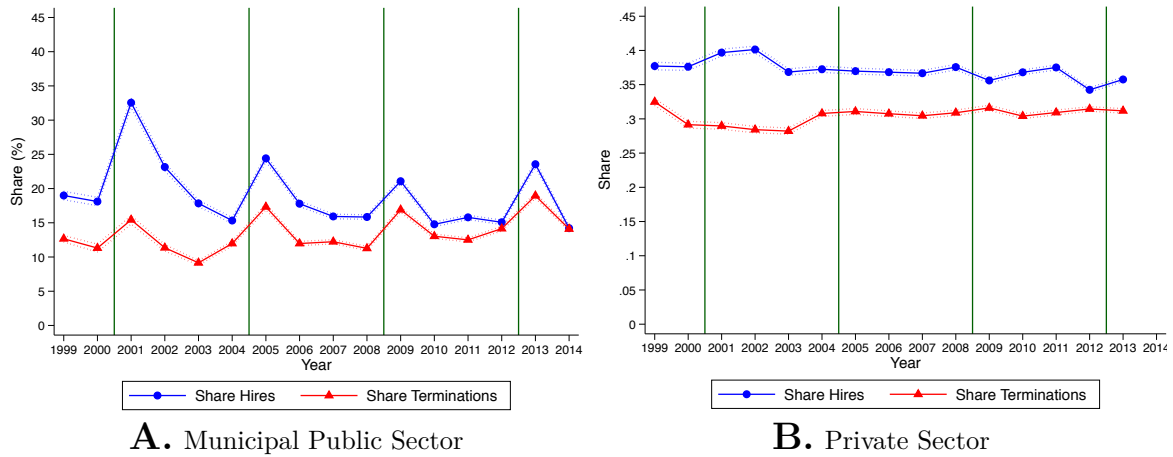 45
40
35
30
25
20
15
10
5
0
Share (%)
1999 2000 2001 2002 2003 2004 2005 2006 2007 2008 2009 2010 2011 2012 2013 2014
Year
Share Hires Share Terminations
A. Municipal Public Sector
.45
.4
.35
.3
.25
.2
.15
.1
.05
0
Share
1999 2000 2001 2002 2003 2004 2005 2006 2007 2008 2009 2010 2011 2012 2013 2014
Year
Share Hires Share Terminations
B. Private Sector